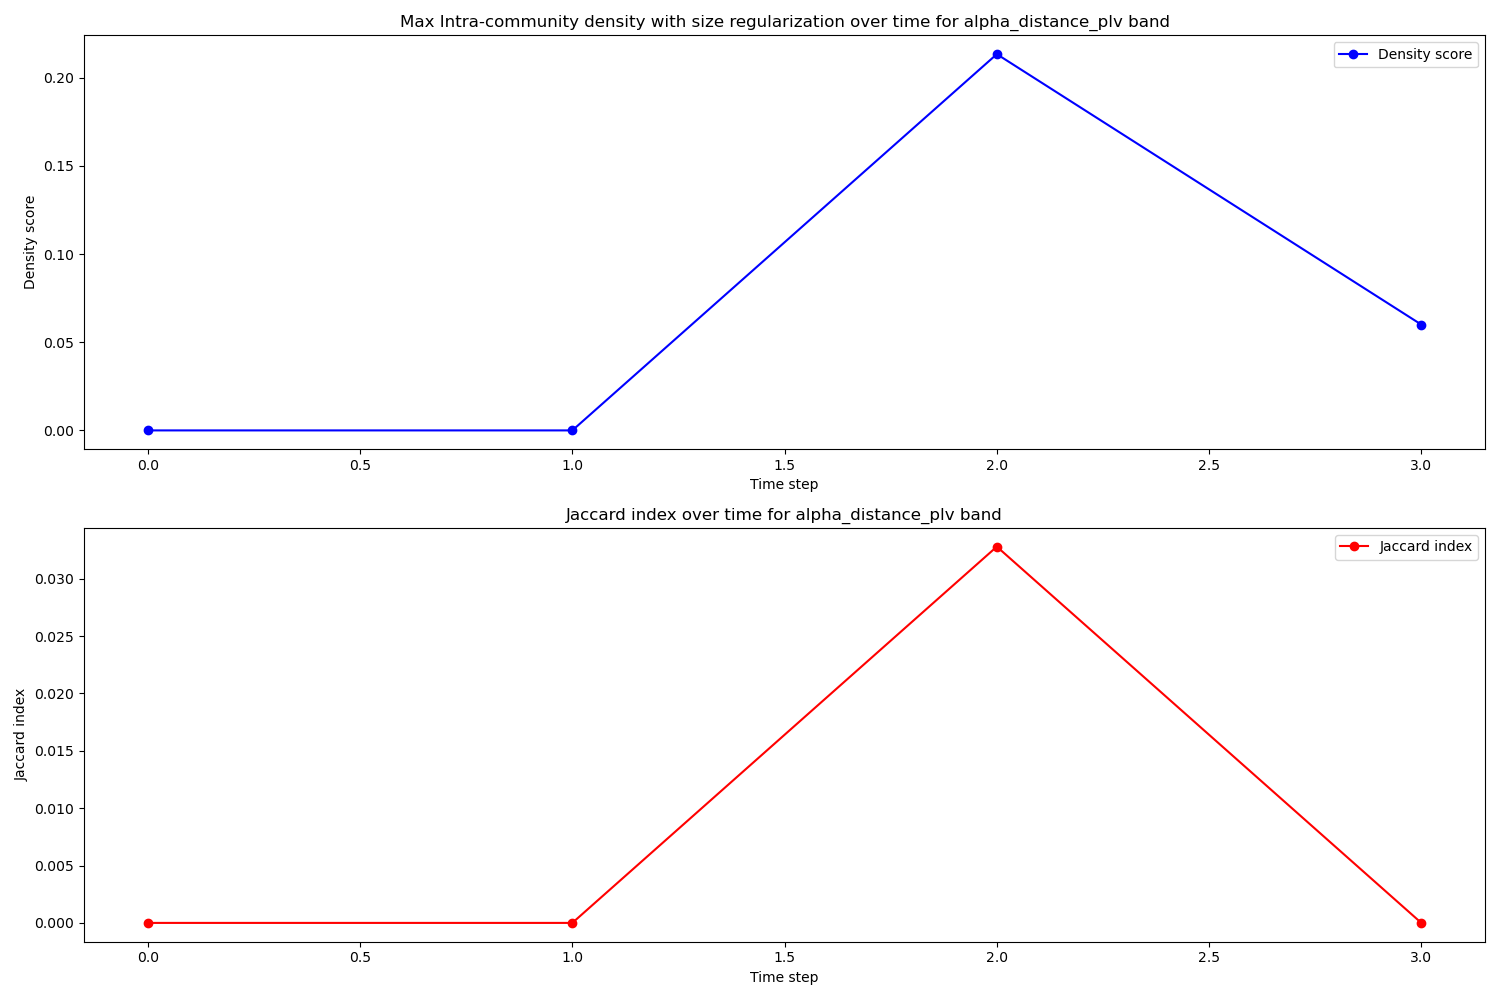 Max Intra-community density with size regularization over time for alpha_distance_plv band
Density score
0.20
0.15
0.10
0.05
0.00
Density score
0.0 0.5 1.0 1.5 2.0 2.5 3.0
Time step
Jaccard index over time for alpha_distance_plv band
Jaccard index
0.030
0.025
0.020
0.015
0.010
0.005
0.000
Jaccard index
0.0 0.5 1.0 1.5 2.0 2.5 3.0
Time step